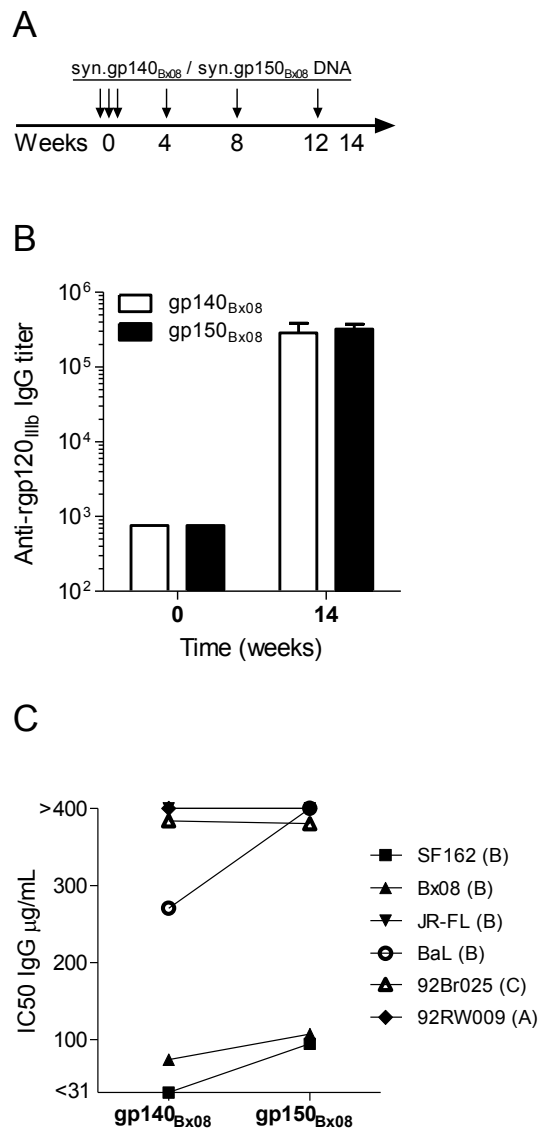 A
syn.gp140Bx08 / syn.gp150Bx08 DNA
Weeks 0 4 8 12 14
B
gp140Bx08
gp150Bx08
10^6
10^5
10^4
10^3
10^2
Anti-rgp120IIIb IgG titer
0 14
Time (weeks)
C
>400
300
200
100
<31
IC50 IgG µg/mL
gp140Bx08 gp150Bx08
SF162 (B)
Bx08 (B)
JR-FL (B)
BaL (B)
92Br025 (C)
92RW009 (A)